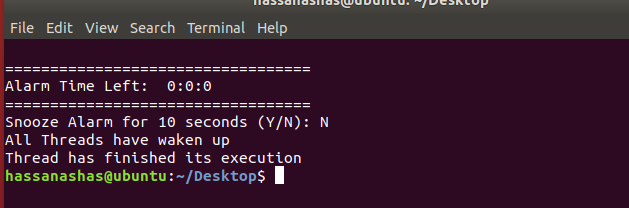 hassanashas@ubuntu: ~/Desktop
File Edit View Search Terminal Help
==================================
Alarm Time Left:  0:0:0
==================================
Snooze Alarm for 10 seconds (Y/N): N
All Threads have waken up
Thread has finished its execution
hassanashas@ubuntu:~/Desktop$